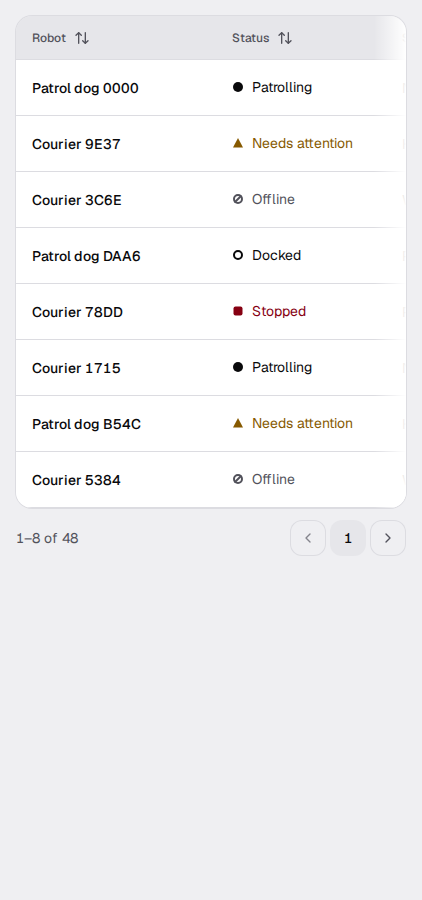 Robot Status
Patrol dog 0000 Patrolling
Courier 9E37 Needs attention
Courier 3C6E Offline
Patrol dog DAA6 Docked
Courier 78DD Stopped
Courier 1715 Patrolling
Patrol dog B54C Needs attention
Courier 5384 Offline
1–8 of 48 1